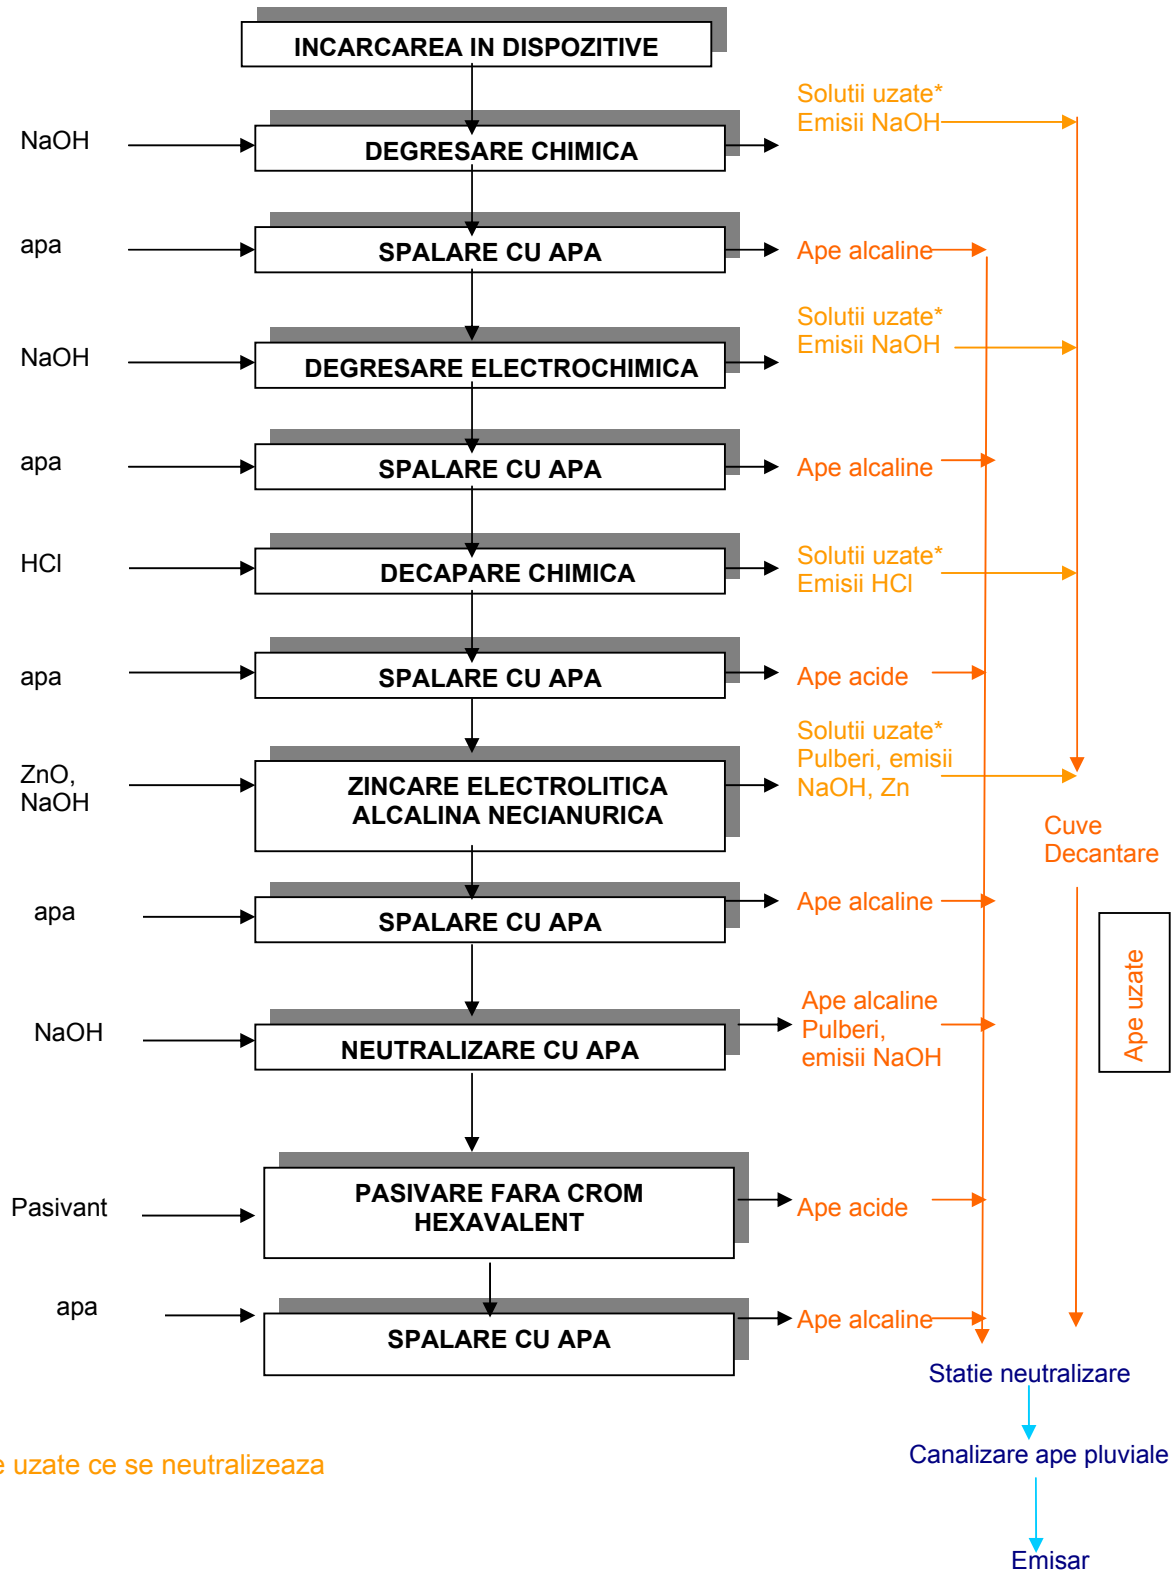 INCARCAREA IN DISPOZITIVE
Solutii uzate*
Emisii NaOH
NaOH
DEGRESARE CHIMICA
apa
SPALARE CU APA
Ape alcaline
Solutii uzate*
Emisii NaOH
NaOH
DEGRESARE ELECTROCHIMICA
apa
SPALARE CU APA
Ape alcaline
HCl
DECAPARE CHIMICA
Solutii uzate*
Emisii HCl
apa
SPALARE CU APA
Ape acide
Solutii uzate*
Pulberi, emisii
NaOH, Zn
ZnO,
NaOH
ZINCARE ELECTROLITICA
ALCALINA NECIANURICA
Cuve
Decantare
apa
SPALARE CU APA
Ape alcaline
Ape uzate
NaOH
NEUTRALIZARE CU APA
Ape alcaline
Pulberi,
emisii NaOH
Pasivant
PASIVARE FARA CROM
HEXAVALENT
Ape acide
apa
SPALARE CU APA
Ape alcaline
Statie neutralizare
Canalizare ape pluviale
e uzate ce se neutralizeaza
Emisar